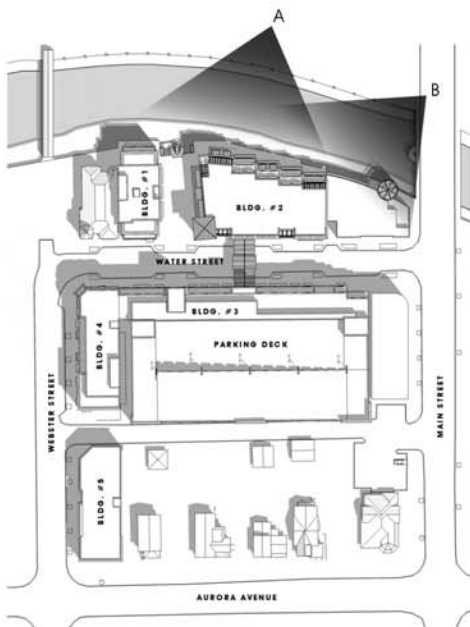 A
B
BLDG. #1
BLDG. #2
WATER STREET
BLDG. #3
BLDG. #4
PARKING DECK
WEBSTER STREET
MAIN STREET
BLDG. #5
AURORA AVENUE